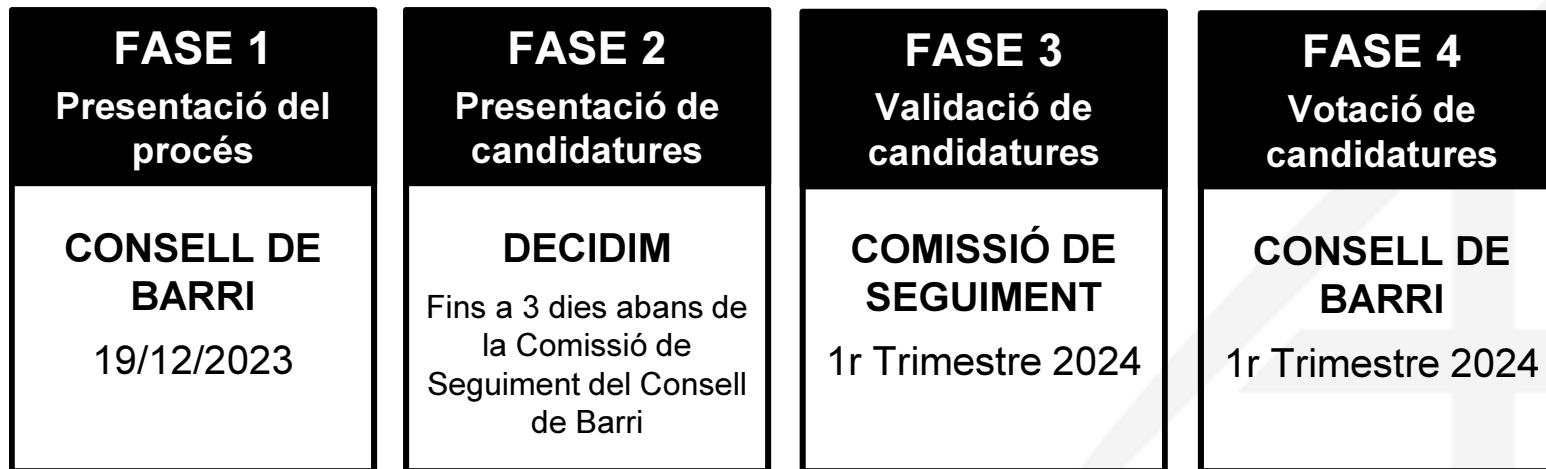 FASE 1
Presentació del
procés
CONSELL DE
BARRI
19/12/2023
FASE 2
Presentació de
candidatures
DECIDIM
Fins a 3 dies abans de
la Comissió de
Seguiment del Consell
de Barri
FASE 3
Validació de
candidatures
COMISSIÓ DE
SEGUIMENT
1r Trimestre 2024
FASE 4
Votació de
candidatures
CONSELL DE
BARRI
1r Trimestre 2024